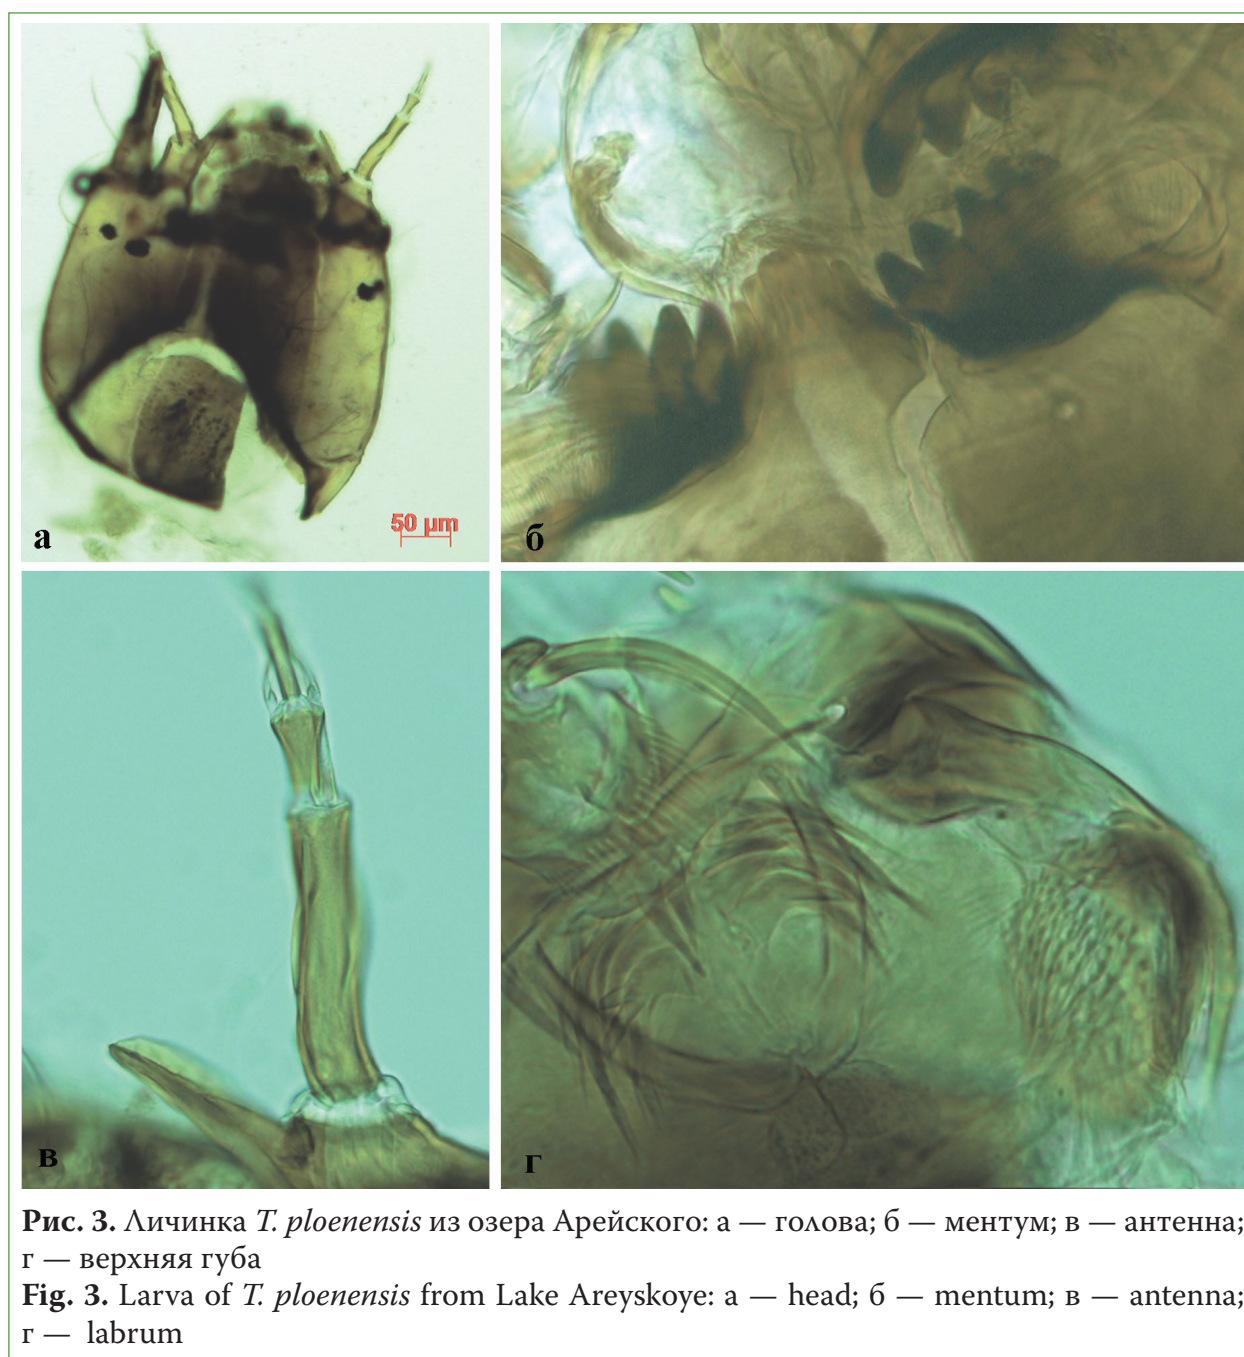 а
50 µm
б
в
г
Рис. 3. Личинка T. ploenensis из озера Арейского: а — голова; б — ментум; в — антенна;
г — верхняя губа
Fig. 3. Larva of T. ploenensis from Lake Areyskoye: а — head; б — mentum; в — antenna;
г — labrum